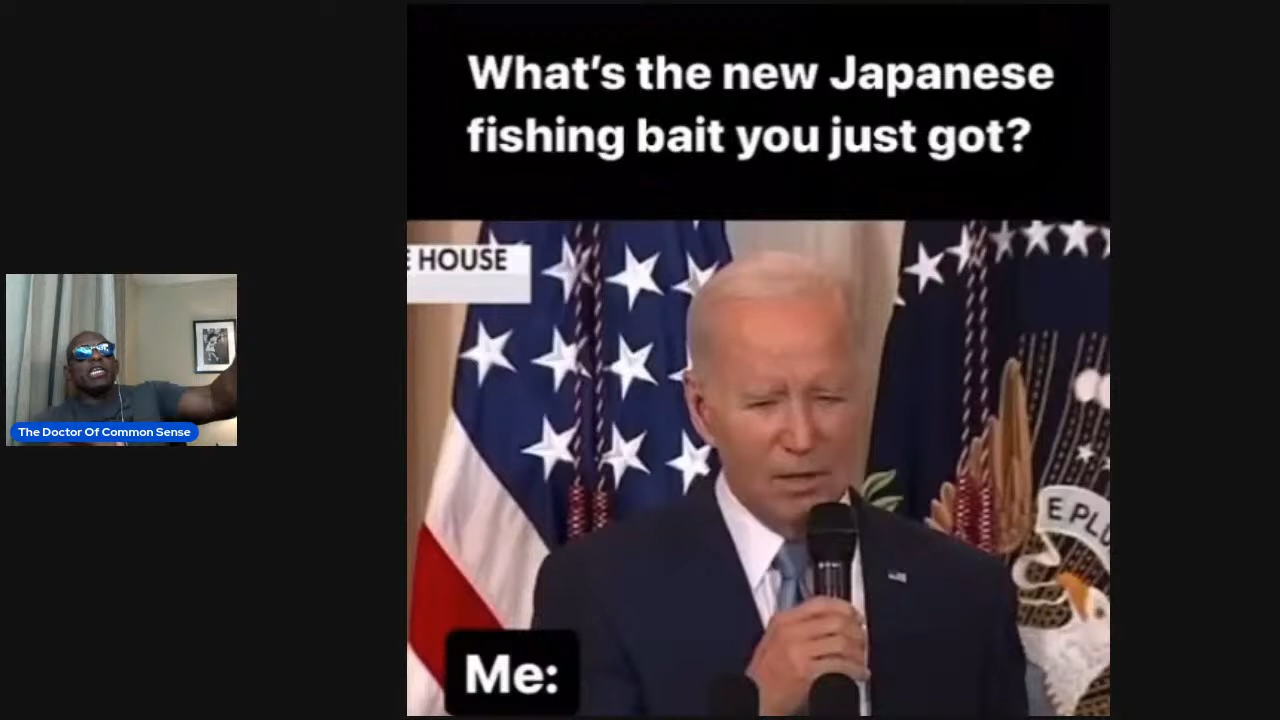 What's the new Japanese
fishing bait you just got?
E HOUSE
E PLU
The Doctor Of Common Sense
Me: